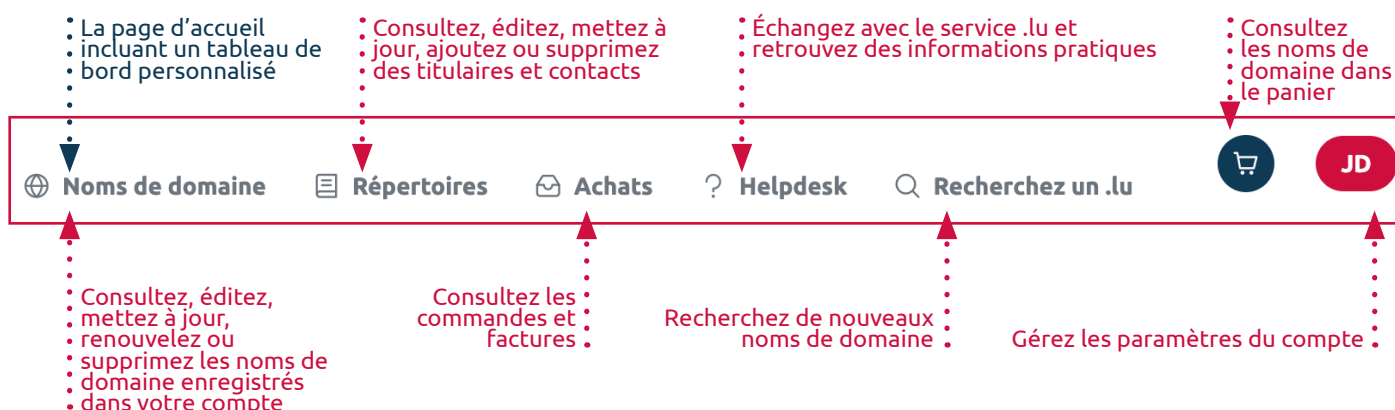 La page d'accueil
incluant un tableau de
bord personnalisé
Consultez, éditez, mettez à
jour, ajoutez ou supprimez
des titulaires et contacts
Échangez avec le service .lu et
retrouvez des informations pratiques
Consultez
les noms de
domaine dans
le panier
Noms de domaine
Répertoires
Achats
? Helpdesk
Recherchez un .lu
JD
Consultez, éditez,
mettez à jour,
renouvelez ou
supprimez les noms de
domaine enregistrés
dans votre compte
Consultez les
commandes et
factures
Recherchez de nouveaux
noms de domaine
Gérez les paramètres du compte